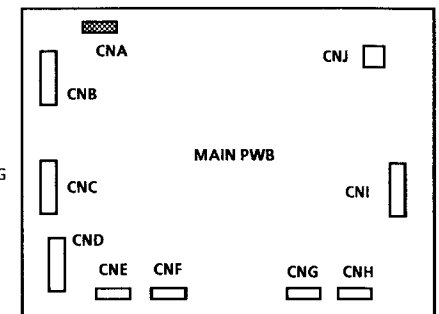 CNA
CNJ
CNB
MAIN PWB
G
CNC
CNI
CND
CNE CNF CNG CNH